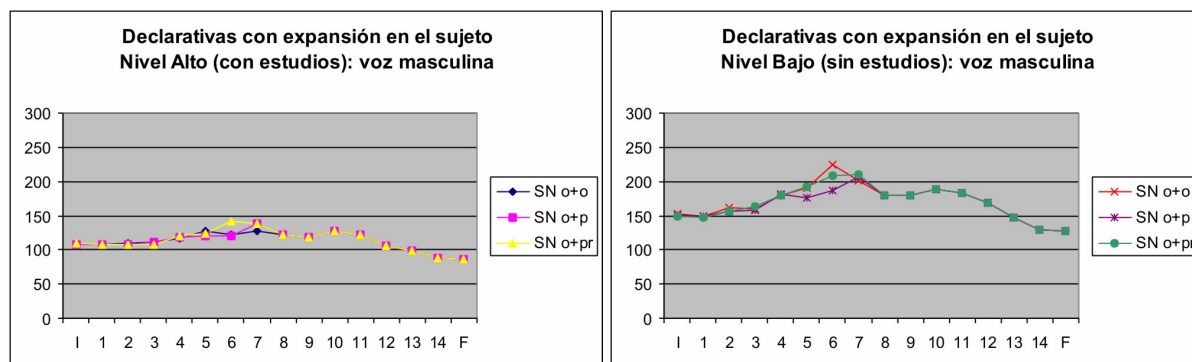 Declarativas con expansión en el sujeto
Nivel Alto (con estudios): voz masculina
300
250
200
150
100
50
0
I 1 2 3 4 5 6 7 8 9 10 11 12 13 14 F
SN o+o
SN o+p
SN o+pr
Declarativas con expansión en el sujeto
Nivel Bajo (sin estudios): voz masculina
300
250
200
150
100
50
0
I 1 2 3 4 5 6 7 8 9 10 11 12 13 14 F
SN o+o
SN o+p
SN o+pr